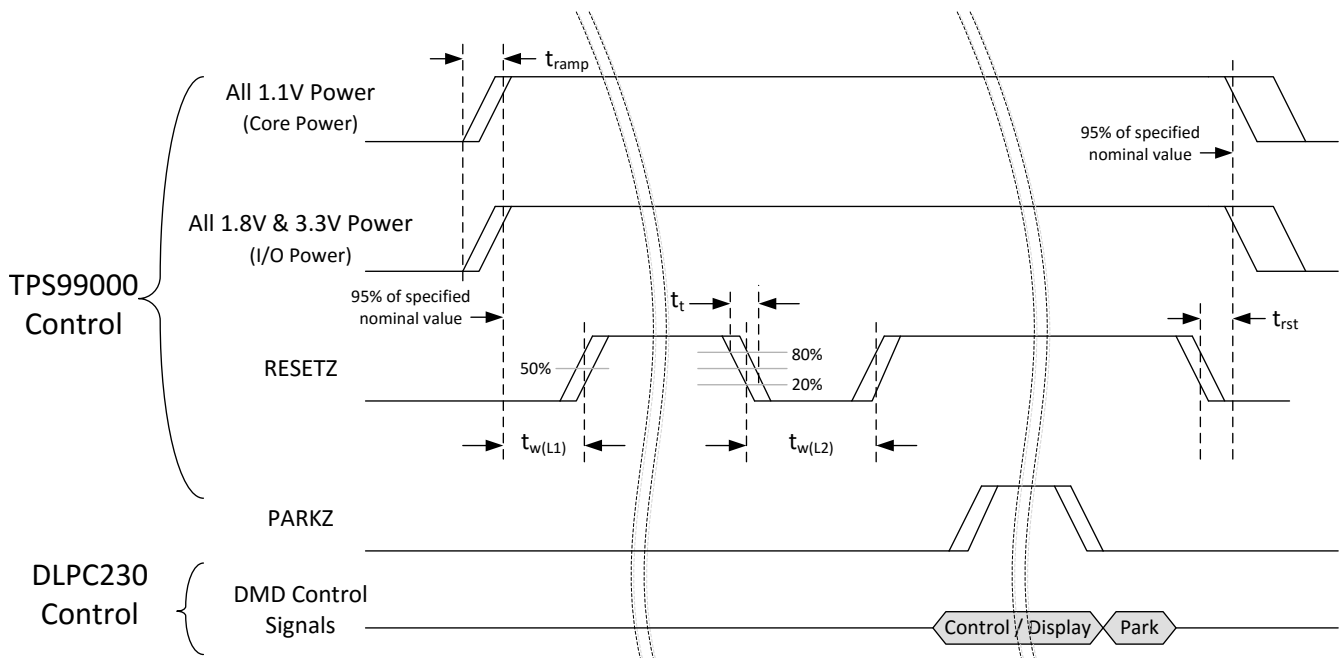 t_ramp
All 1.1V Power
(Core Power)
95% of specified
nominal value
All 1.8V & 3.3V Power
(I/O Power)
TPS99000
Control
95% of specified
nominal value
t_t
t_rst
RESETZ
50%
80%
20%
t_w(L1)
t_w(L2)
PARKZ
DLPC230
Control
DMD Control
Signals
Control / Display
Park